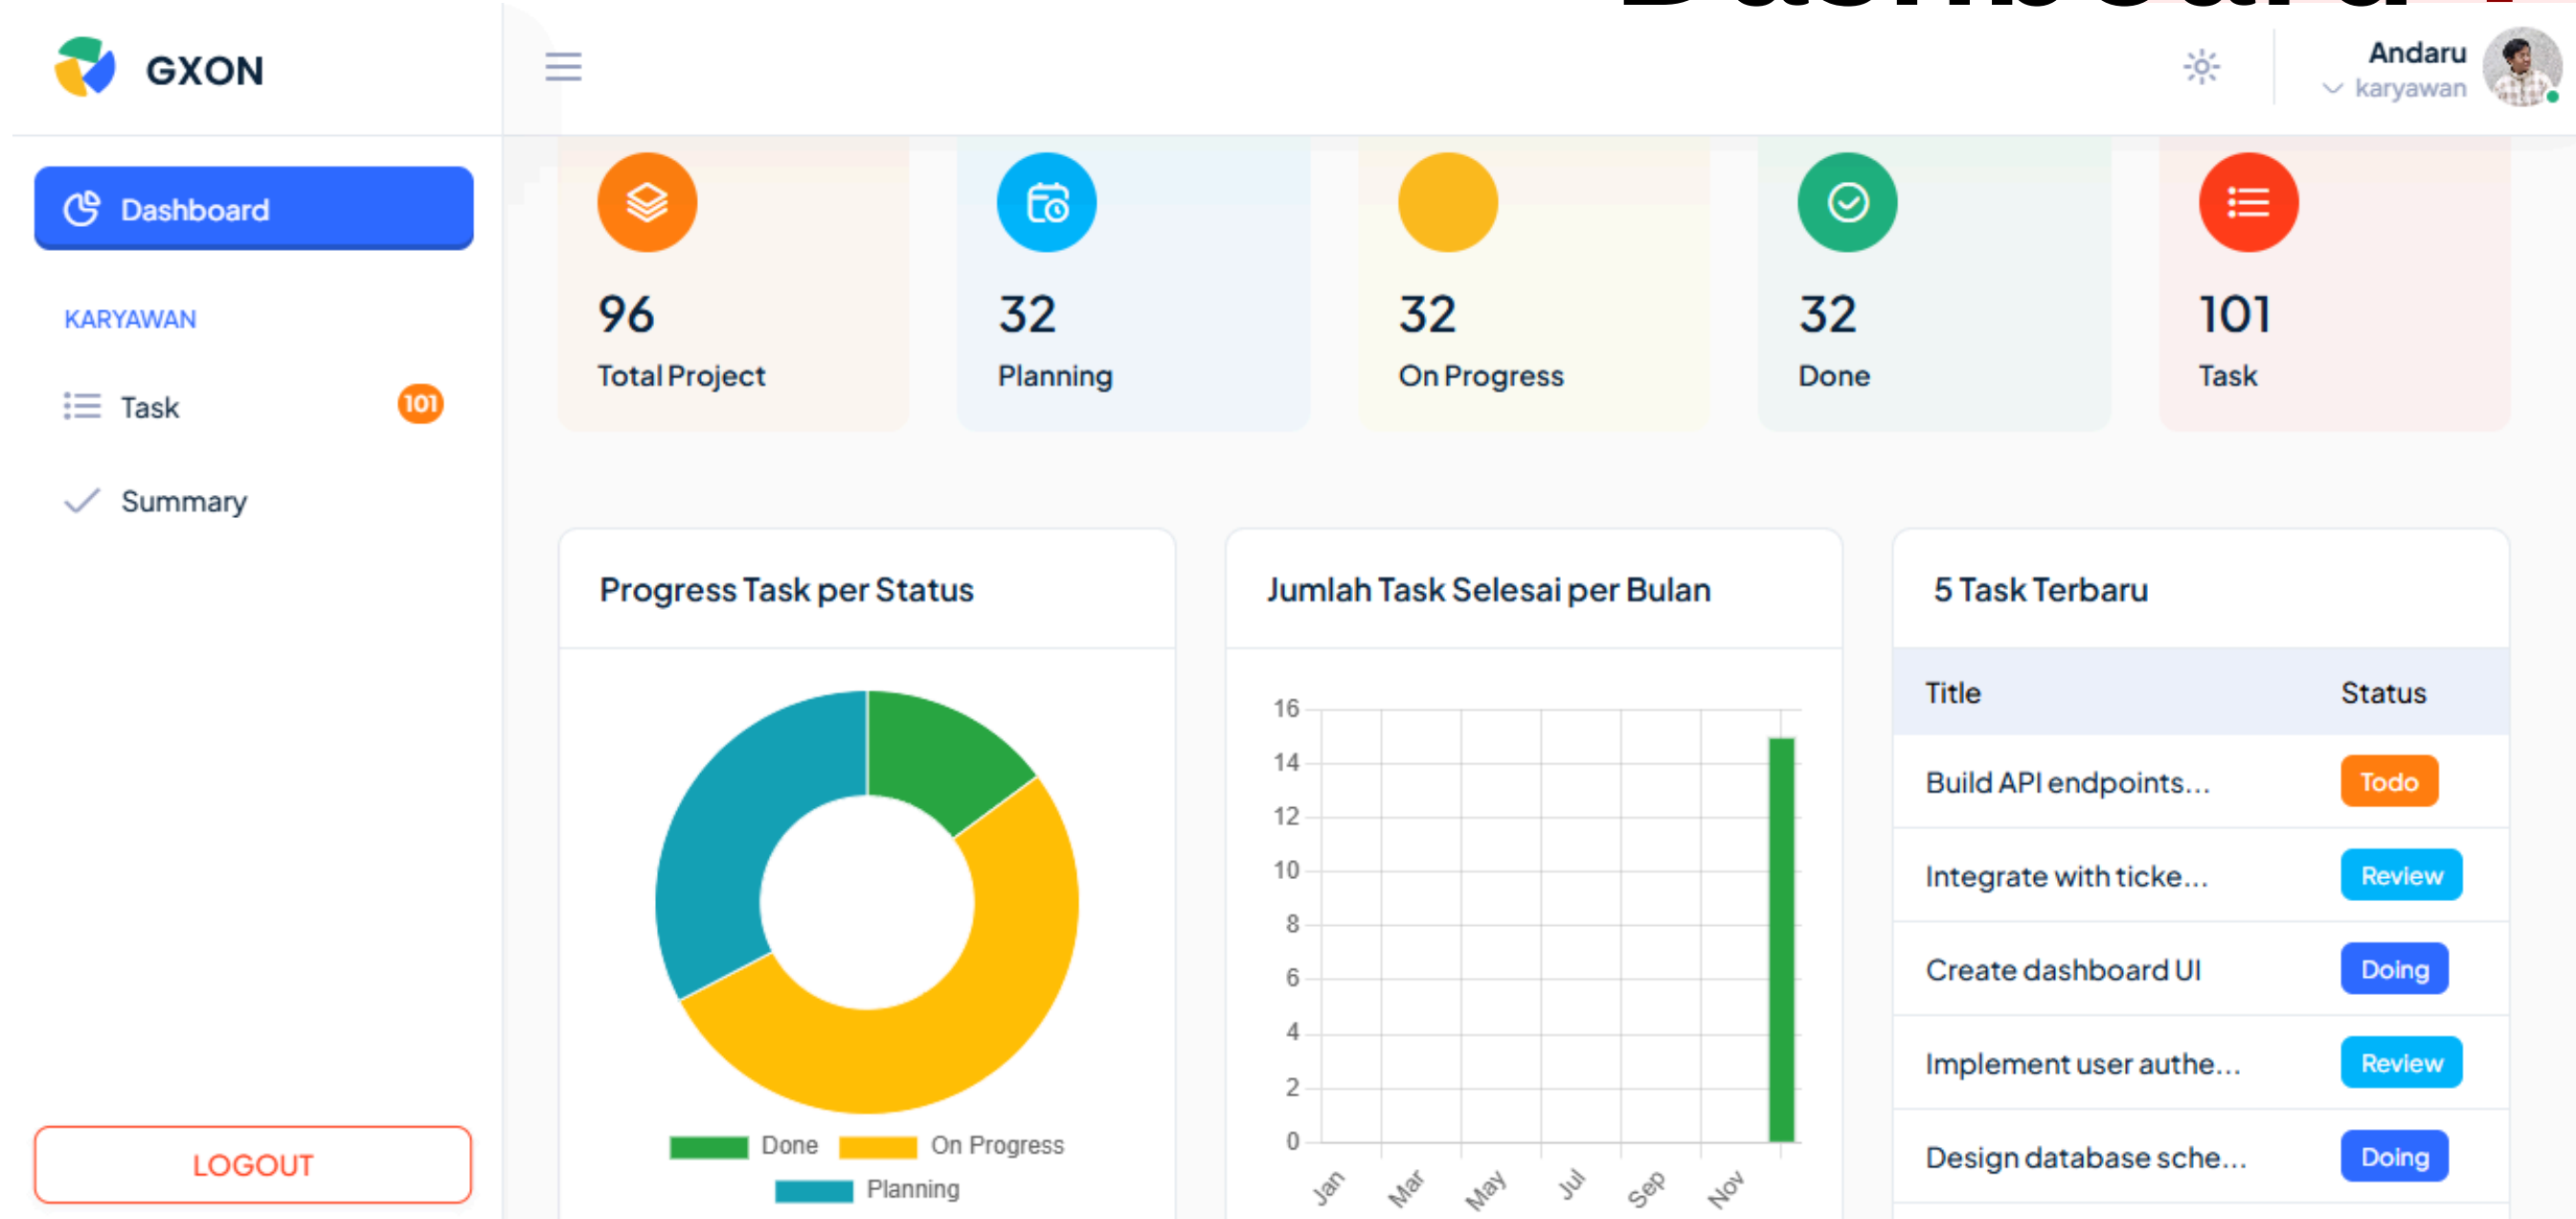 Dashboard
GXON
Andaru
karyawan
Dashboard
KARYAWAN
Task
101
Summary
LOGOUT
96
Total Project
32
Planning
32
On Progress
32
Done
101
Task
Progress Task per Status
Done
On Progress
Planning
Jumlah Task Selesai per Bulan
16
14
12
10
8
6
4
2
0
Jan
Mar
May
Jul
Sep
Nov
5 Task Terbaru
Title Status
Build API endpoints... Todo
Integrate with ticke... Review
Create dashboard UI Doing
Implement user authe... Review
Design database sche... Doing